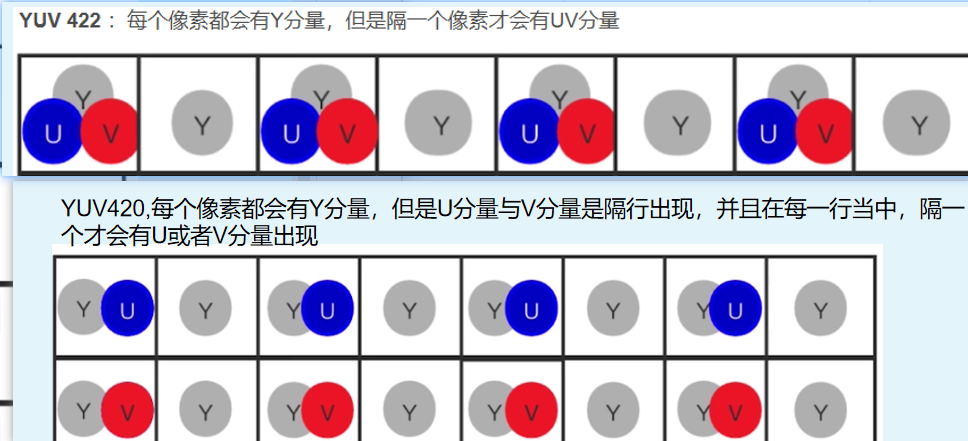 YUV 422 ：每个像素都会有Y分量，但是隔一个像素才会有UV分量
Y Y Y Y
U V Y U V Y U V Y U V Y
YUV420,每个像素都会有Y分量，但是U分量与V分量是隔行出现，并且在每一行当中，隔一
个才会有U或者V分量出现
Y U Y Y U Y Y U Y Y U Y
Y V Y Y V Y Y V Y Y V Y